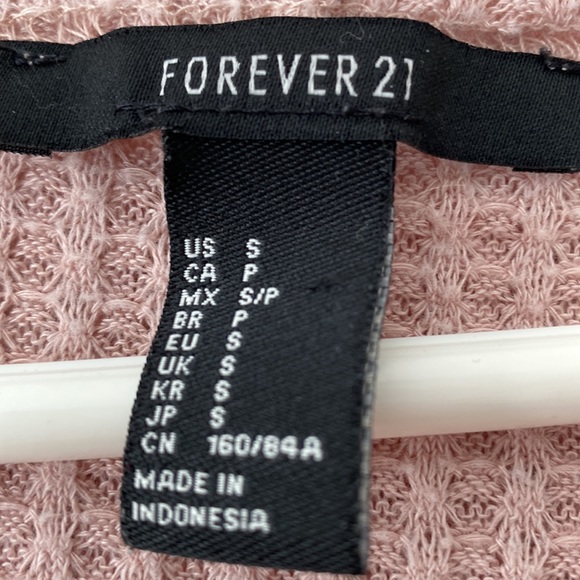 FOREVER 21
US S
CA P
MX S/P
BR P
EU S
UK S
KR S
JP S
CN 160/84A
MADE IN
INDONESIA